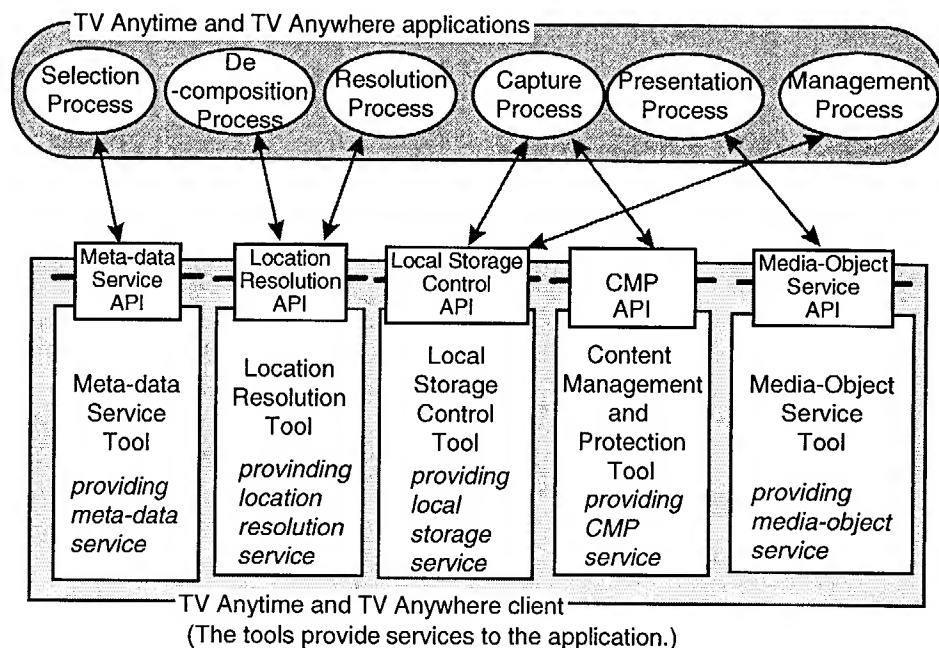 TV Anytime and TV Anywhere applications
Selection
Process
De
-composition
Process
Resolution
Process
Capture
Process
Presentation
Process
Management
Process
Meta-data
Service
API
Location
Resolution
API
Local Storage
Control
API
CMP
API
Media-Object
Service
API
Meta-data
Service
Tool
providing
meta-data
service
Location
Resolution
Tool
provinding
location
resolution
service
Local
Storage
Control
Tool
providing
local
storage
service
Content
Management
and
Protection
Tool
providing
CMP
service
Media-Object
Service
Tool
providing
media-object
service
TV Anytime and TV Anywhere client
(The tools provide services to the application.)